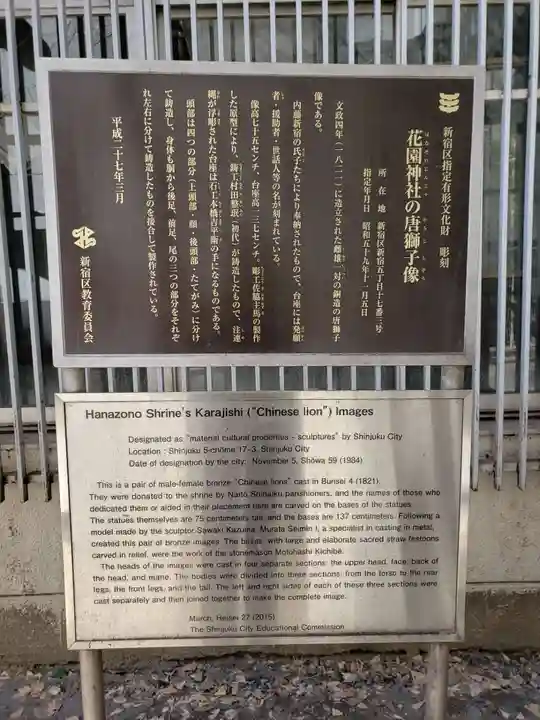 新宿区指定有形文化財 彫刻
花園神社の唐獅子像
所在地 新宿区新宿五丁目十七番三号
指定年月日 昭和五十九年十一月五日
文政四年(一八二一)に造立された雌雄一対の銅造の唐獅子
像である。
内藤新宿の氏子たちにより奉納されたもので、台座には発願
者・援助者・世話人等の名が刻まれている。
像高七十五センチ、台座高一三七センチ。彫工佐脇主馬の製作
した原型により、鋳工村田整珉(初代)が鋳造したもので、注連
縄が浮彫された台座は石工本橋吉平衛の手になるものである。
頭部は四つの部分(上頭部・顔・後頭部・たてがみ)に分け
て鋳造し、身体も胴から後足、前足、尾の三つの部分をそれぞ
れ左右に分けて鋳造したものを接合して製作されている。
平成二十七年三月
新宿区教育委員会
Hanazono Shrine's Karajishi ("Chinese lion") Images
Designated as "material cultural properties - sculptures" by Shinjuku City
Location : Shinjuku 5-chōme 17-3, Shinjuku City
Date of designation by the city: November 5, Shōwa 59 (1984)
This is a pair of male-female bronze "Chinese lions" cast in Bunsei 4 (1821).
They were donated to the shrine by Naitō Shinjuku parishioners, and the names of those who
dedicated them or aided in their placement here are carved on the bases of the statues.
The statues themselves are 75 centimeters tall and the bases are 137 centimeters. Following a
model made by the sculptor Sawaki Kazuma, Murata Seimin I, a specialist in casting in metal,
created this pair of bronze images. The bases, with large and elaborate sacred straw festoons
carved in relief, were the work of the stonemason Motohashi Kichibē.
The heads of the images were cast in four separate sections: the upper head, face, back of
the head, and mane. The bodies were divided into three sections: from the torso to the rear
legs, the front legs, and the tail. The left and right sides of each of these three sections were
cast separately and then joined together to make the complete image.
March, Heisei 27 (2015)
The Shinjuku City Educational Commission